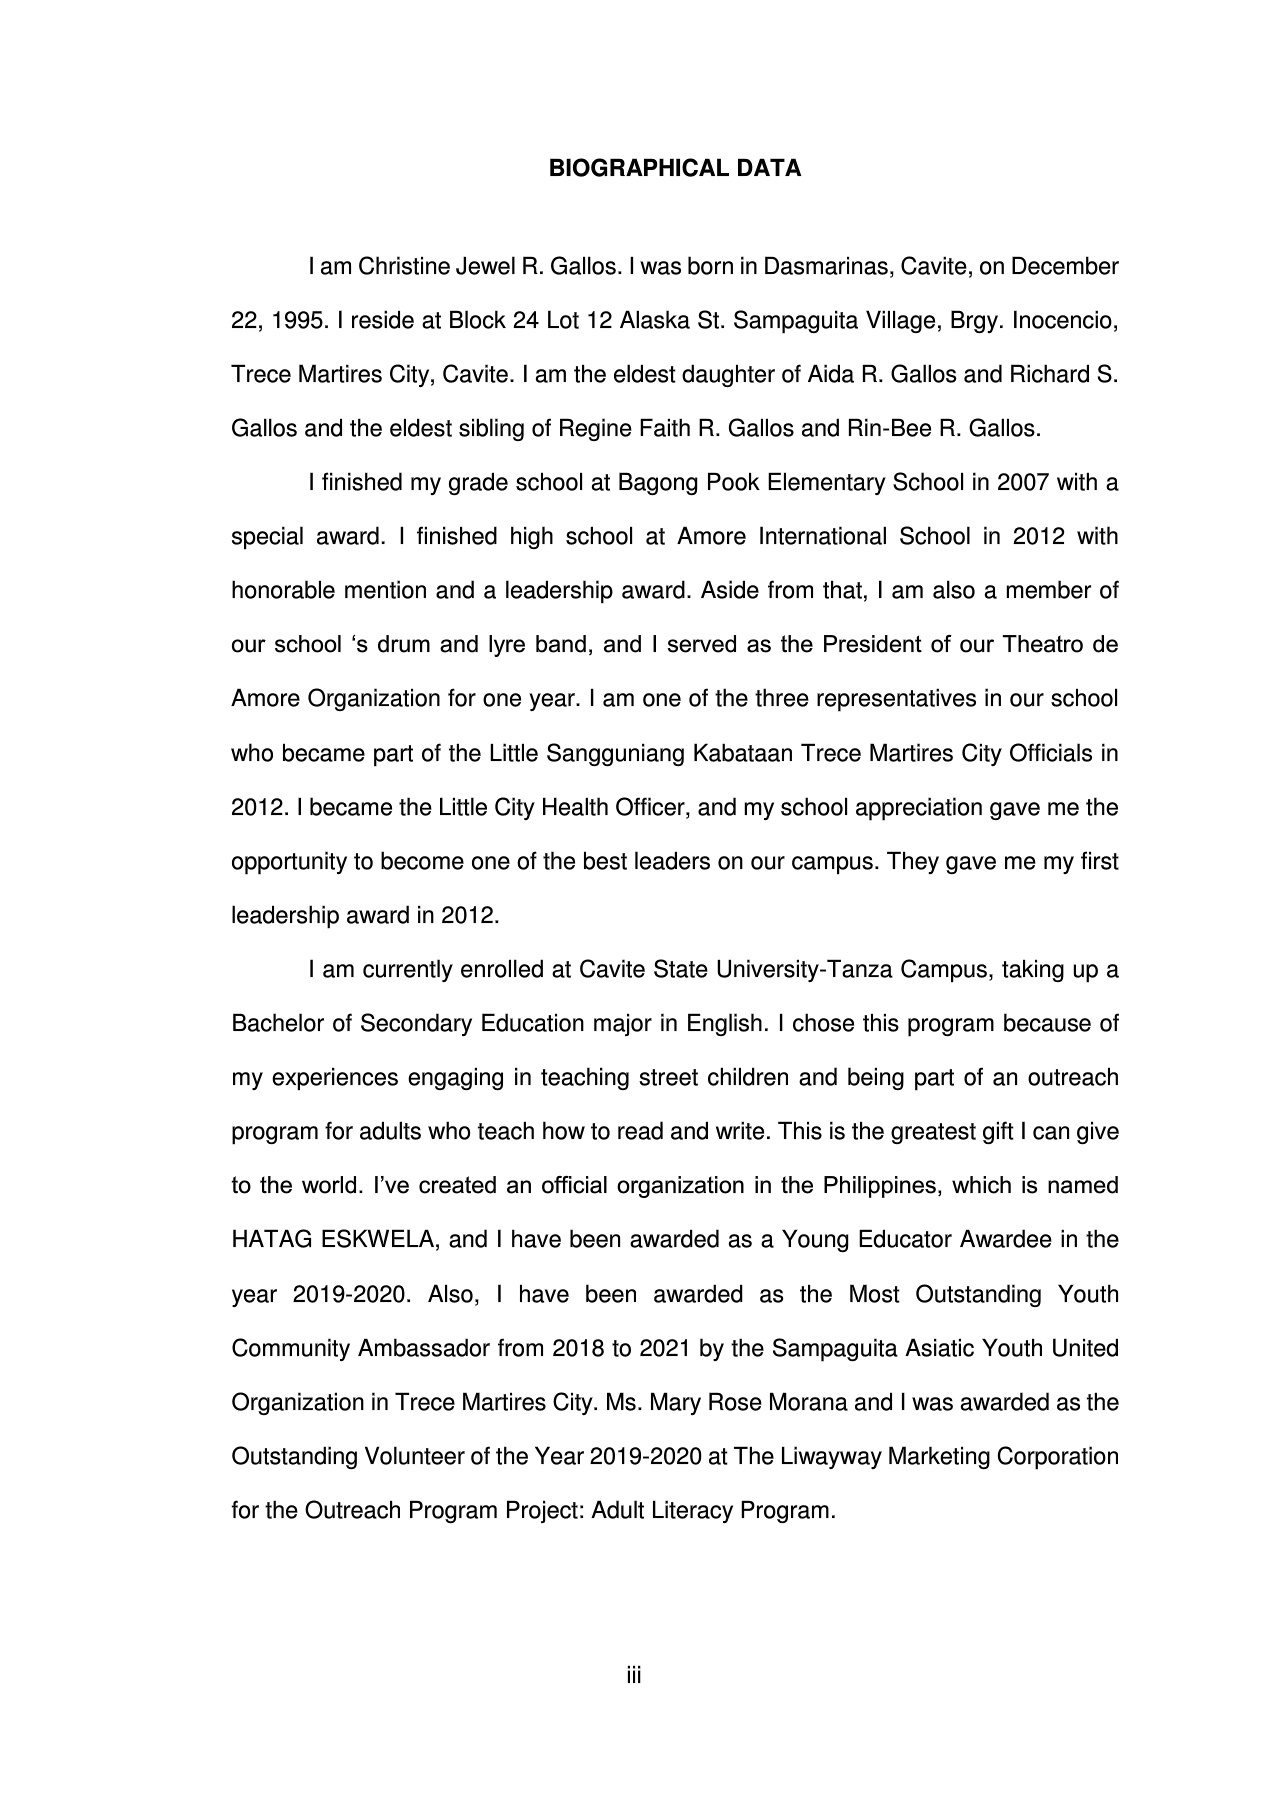 BIOGRAPHICAL DATA
I am Christine Jewel R. Gallos. I was born in Dasmarinas, Cavite, on December
22, 1995. I reside at Block 24 Lot 12 Alaska St. Sampaguita Village, Brgy. Inocencio,
Trece Martires City, Cavite. I am the eldest daughter of Aida R. Gallos and Richard S.
Gallos and the eldest sibling of Regine Faith R. Gallos and Rin-Bee R. Gallos.
I finished my grade school at Bagong Pook Elementary School in 2007 with a
special award. I finished high school at Amore International School in 2012 with
honorable mention and a leadership award. Aside from that, I am also a member of
our school ‘s drum and lyre band, and I served as the President of our Theatro de
Amore Organization for one year. I am one of the three representatives in our school
who became part of the Little Sangguniang Kabataan Trece Martires City Officials in
2012. I became the Little City Health Officer, and my school appreciation gave me the
opportunity to become one of the best leaders on our campus. They gave me my first
leadership award in 2012.
I am currently enrolled at Cavite State University-Tanza Campus, taking up a
Bachelor of Secondary Education major in English. I chose this program because of
my experiences engaging in teaching street children and being part of an outreach
program for adults who teach how to read and write. This is the greatest gift I can give
to the world. I’ve created an official organization in the Philippines, which is named
HATAG ESKWELA, and I have been awarded as a Young Educator Awardee in the
year 2019-2020. Also, I have been awarded as the Most Outstanding Youth
Community Ambassador from 2018 to 2021 by the Sampaguita Asiatic Youth United
Organization in Trece Martires City. Ms. Mary Rose Morana and I was awarded as the
Outstanding Volunteer of the Year 2019-2020 at The Liwayway Marketing Corporation
for the Outreach Program Project: Adult Literacy Program.
iii